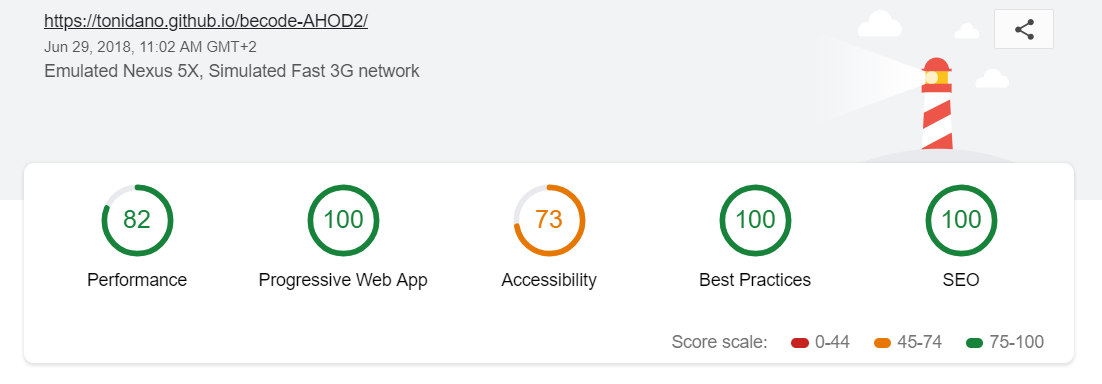 https://tonidano.github.io/becode-AHOD2/
Jun 29, 2018, 11:02 AM GMT+2
Emulated Nexus 5X, Simulated Fast 3G network
82 100 73 100 100
Performance Progressive Web App Accessibility Best Practices SEO
Score scale: 0-44 45-74 75-100